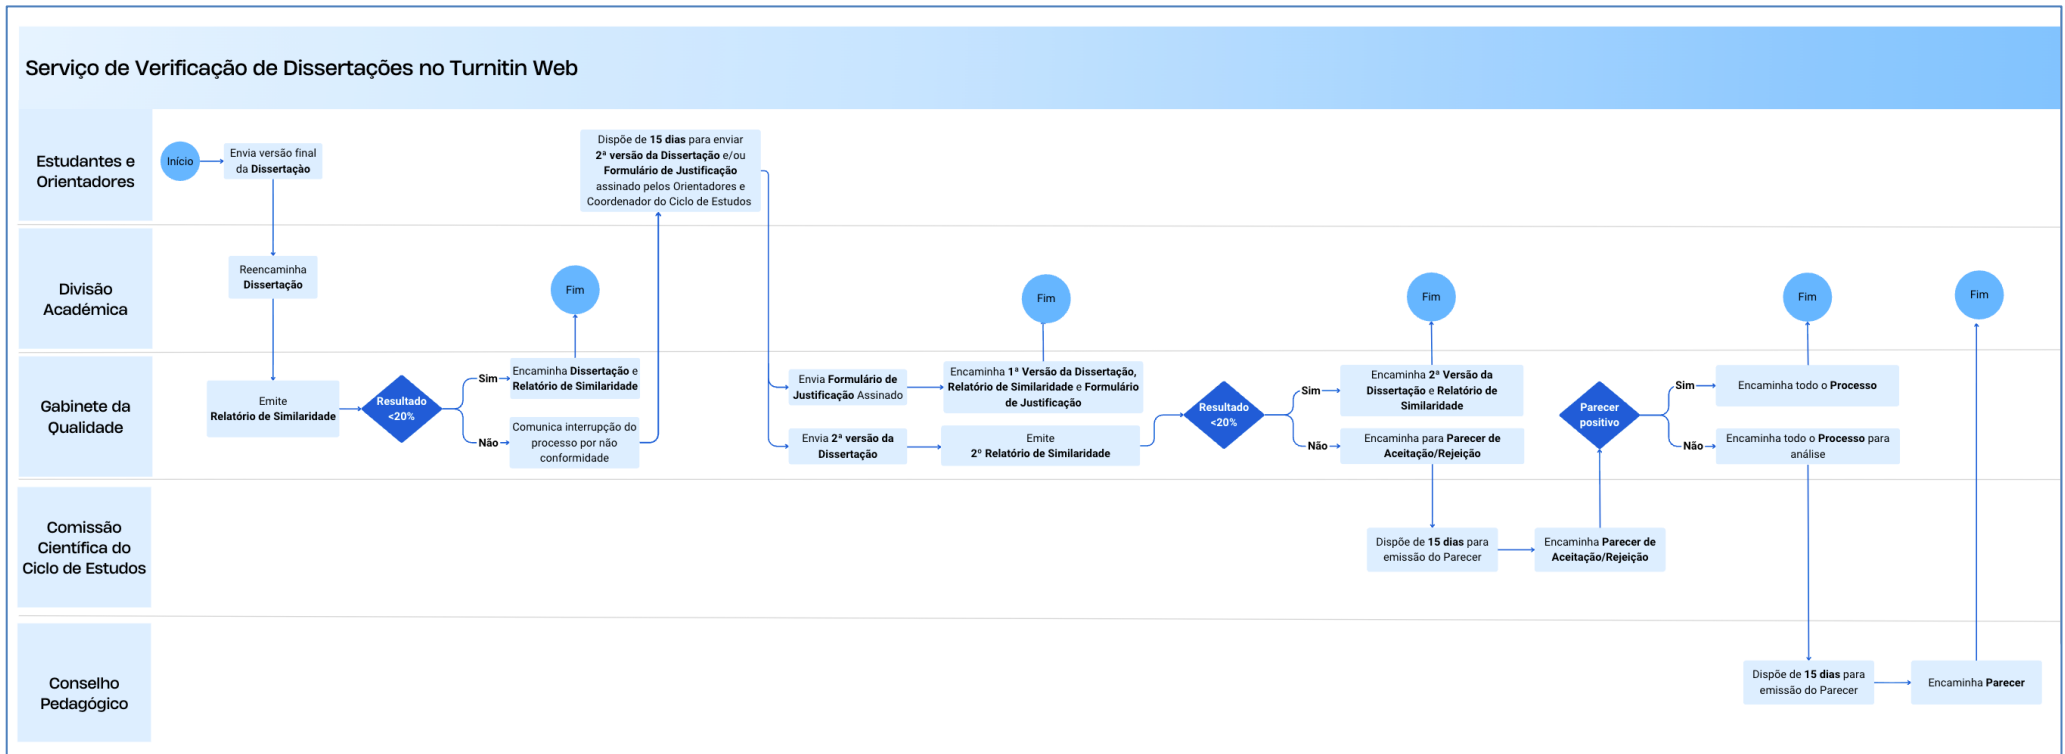 Serviço de Verificação de Dissertações no Turnitin Web
Estudantes e
Orientadores
Início
Envia versão final
da Dissertaçào
Dispõe de 15 dias para enviar
2ª versão da Dissertação e/ou
Formulário de Justificação
assinado pelos Orientadores e
Coordenador do Ciclo de Estudos
Divisão
Académica
Reencaminha
Dissertação
Fim
Fim
Fim
Fim
Fim
Gabinete da
Qualidade
Emite
Relatório de Similaridade
Resultado
<20%
Sim
Encaminha Dissertação e
Relatório de Similaridade
Não
Comunica interrupção do
processo por não
conformidade
Envia Formulário de
Justificação Assinado
Encaminha 1ª Versão da Dissertação,
Relatório de Similaridade e Formulário
de Justificação
Envia 2ª versão da
Dissertação
Emite
2º Relatório de Similaridade
Resultado
<20%
Sim
Encaminha 2ª Versão da
Dissertação e Relatório de
Similaridade
Não
Encaminha para Parecer de
Aceitação/Rejeição
Parecer
positivo
Sim
Encaminha todo o Processo
Não
Encaminha todo o Processo para
análise
Comissão
Científica do
Ciclo de Estudos
Dispõe de 15 dias para
emissão do Parecer
Encaminha Parecer de
Aceitação/Rejeição
Conselho
Pedagógico
Dispõe de 15 dias para
emissão do Parecer
Encaminha Parecer